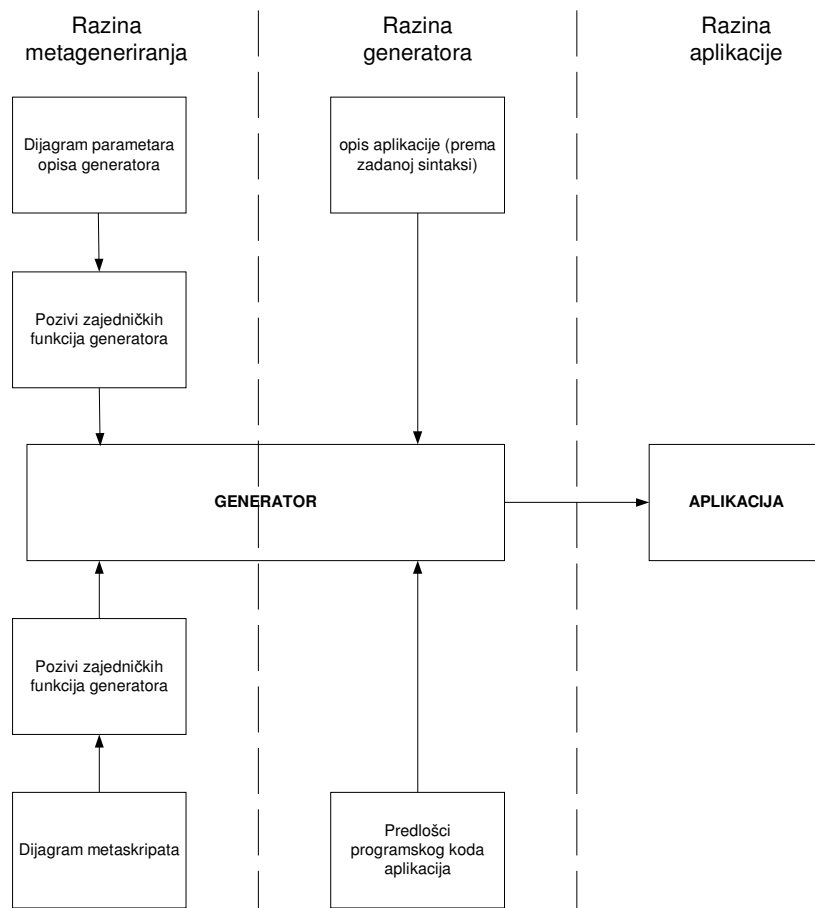 Razina
metageneriranja
Razina
generatora
Razina
aplikacije
Dijagram parametara
opisa generatora
opis aplikacije (prema
zadanoj sintaksi)
Pozivi zajedničkih
funkcija generatora
GENERATOR
APLIKACIJA
Pozivi zajedničkih
funkcija generatora
Dijagram metaskripata
Predlošci
programskog koda
aplikacija